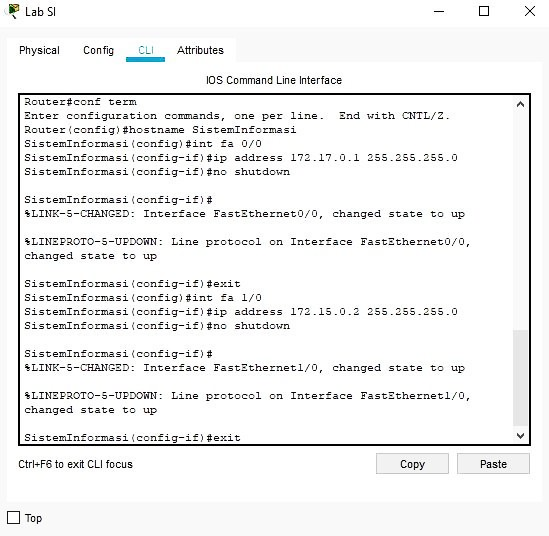 Lab SI
Physical Config CLI Attributes
IOS Command Line Interface
Router#conf term
Enter configuration commands, one per line.  End with CNTL/Z.
Router(config)#hostname SistemInformasi
SistemInformasi(config)#int fa 0/0
SistemInformasi(config-if)#ip address 172.17.0.1 255.255.255.0
SistemInformasi(config-if)#no shutdown
SistemInformasi(config-if)#
%LINK-5-CHANGED: Interface FastEthernet0/0, changed state to up
%LINEPROTO-5-UPDOWN: Line protocol on Interface FastEthernet0/0,
changed state to up
SistemInformasi(config-if)#exit
SistemInformasi(config)#int fa 1/0
SistemInformasi(config-if)#ip address 172.15.0.2 255.255.255.0
SistemInformasi(config-if)#no shutdown
SistemInformasi(config-if)#
%LINK-5-CHANGED: Interface FastEthernet1/0, changed state to up
%LINEPROTO-5-UPDOWN: Line protocol on Interface FastEthernet1/0,
changed state to up
SistemInformasi(config-if)#exit
Ctrl+F6 to exit CLI focus
Copy Paste
Top